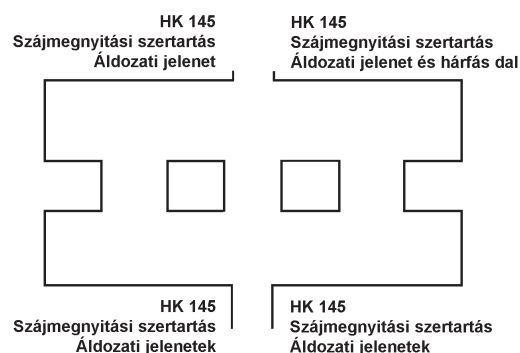 HK 145
Szájmegnyitási szertartás
Áldozati jelenet
HK 145
Szájmegnyitási szertartás
Áldozati jelenet és hárfás dal
HK 145
Szájmegnyitási szertartás
Áldozati jelenetek
HK 145
Szájmegnyitási szertartás
Áldozati jelenetek